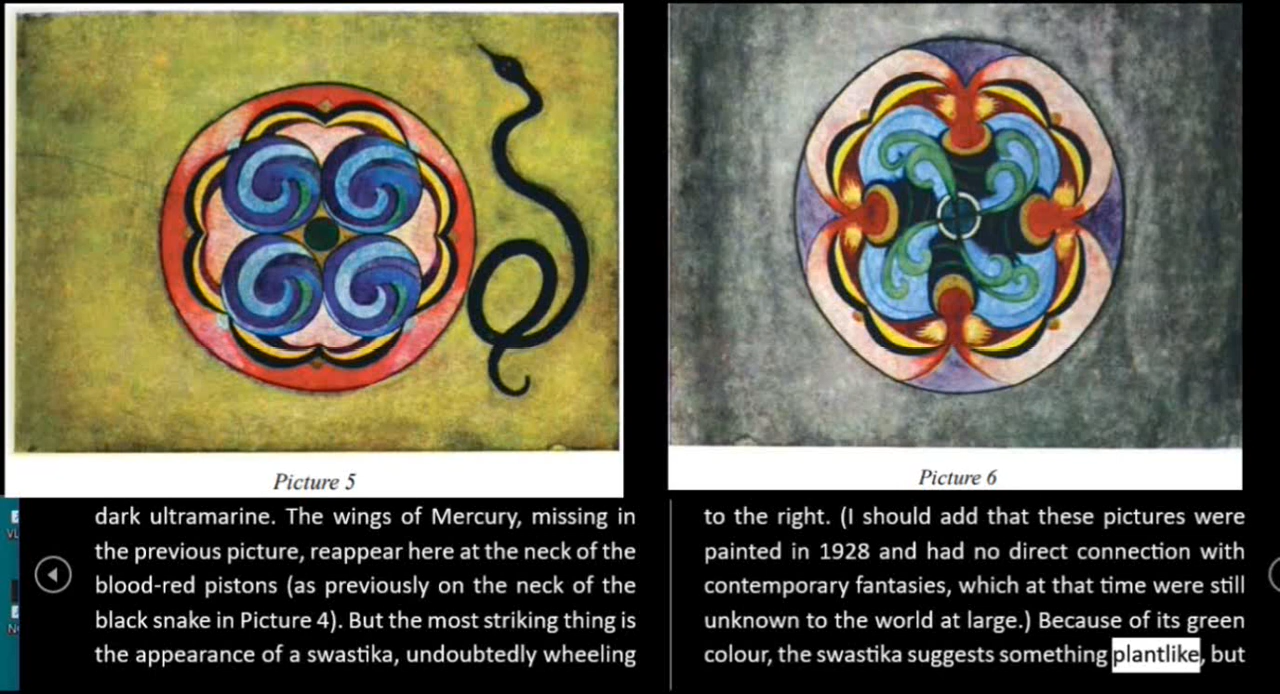 Picture 5
Picture 6
dark ultramarine. The wings of Mercury, missing in
the previous picture, reappear here at the neck of the
blood-red pistons (as previously on the neck of the
black snake in Picture 4). But the most striking thing is
the appearance of a swastika, undoubtedly wheeling
to the right. (I should add that these pictures were
painted in 1928 and had no direct connection with
contemporary fantasies, which at that time were still
unknown to the world at large.) Because of its green
colour, the swastika suggests something plantlike, but